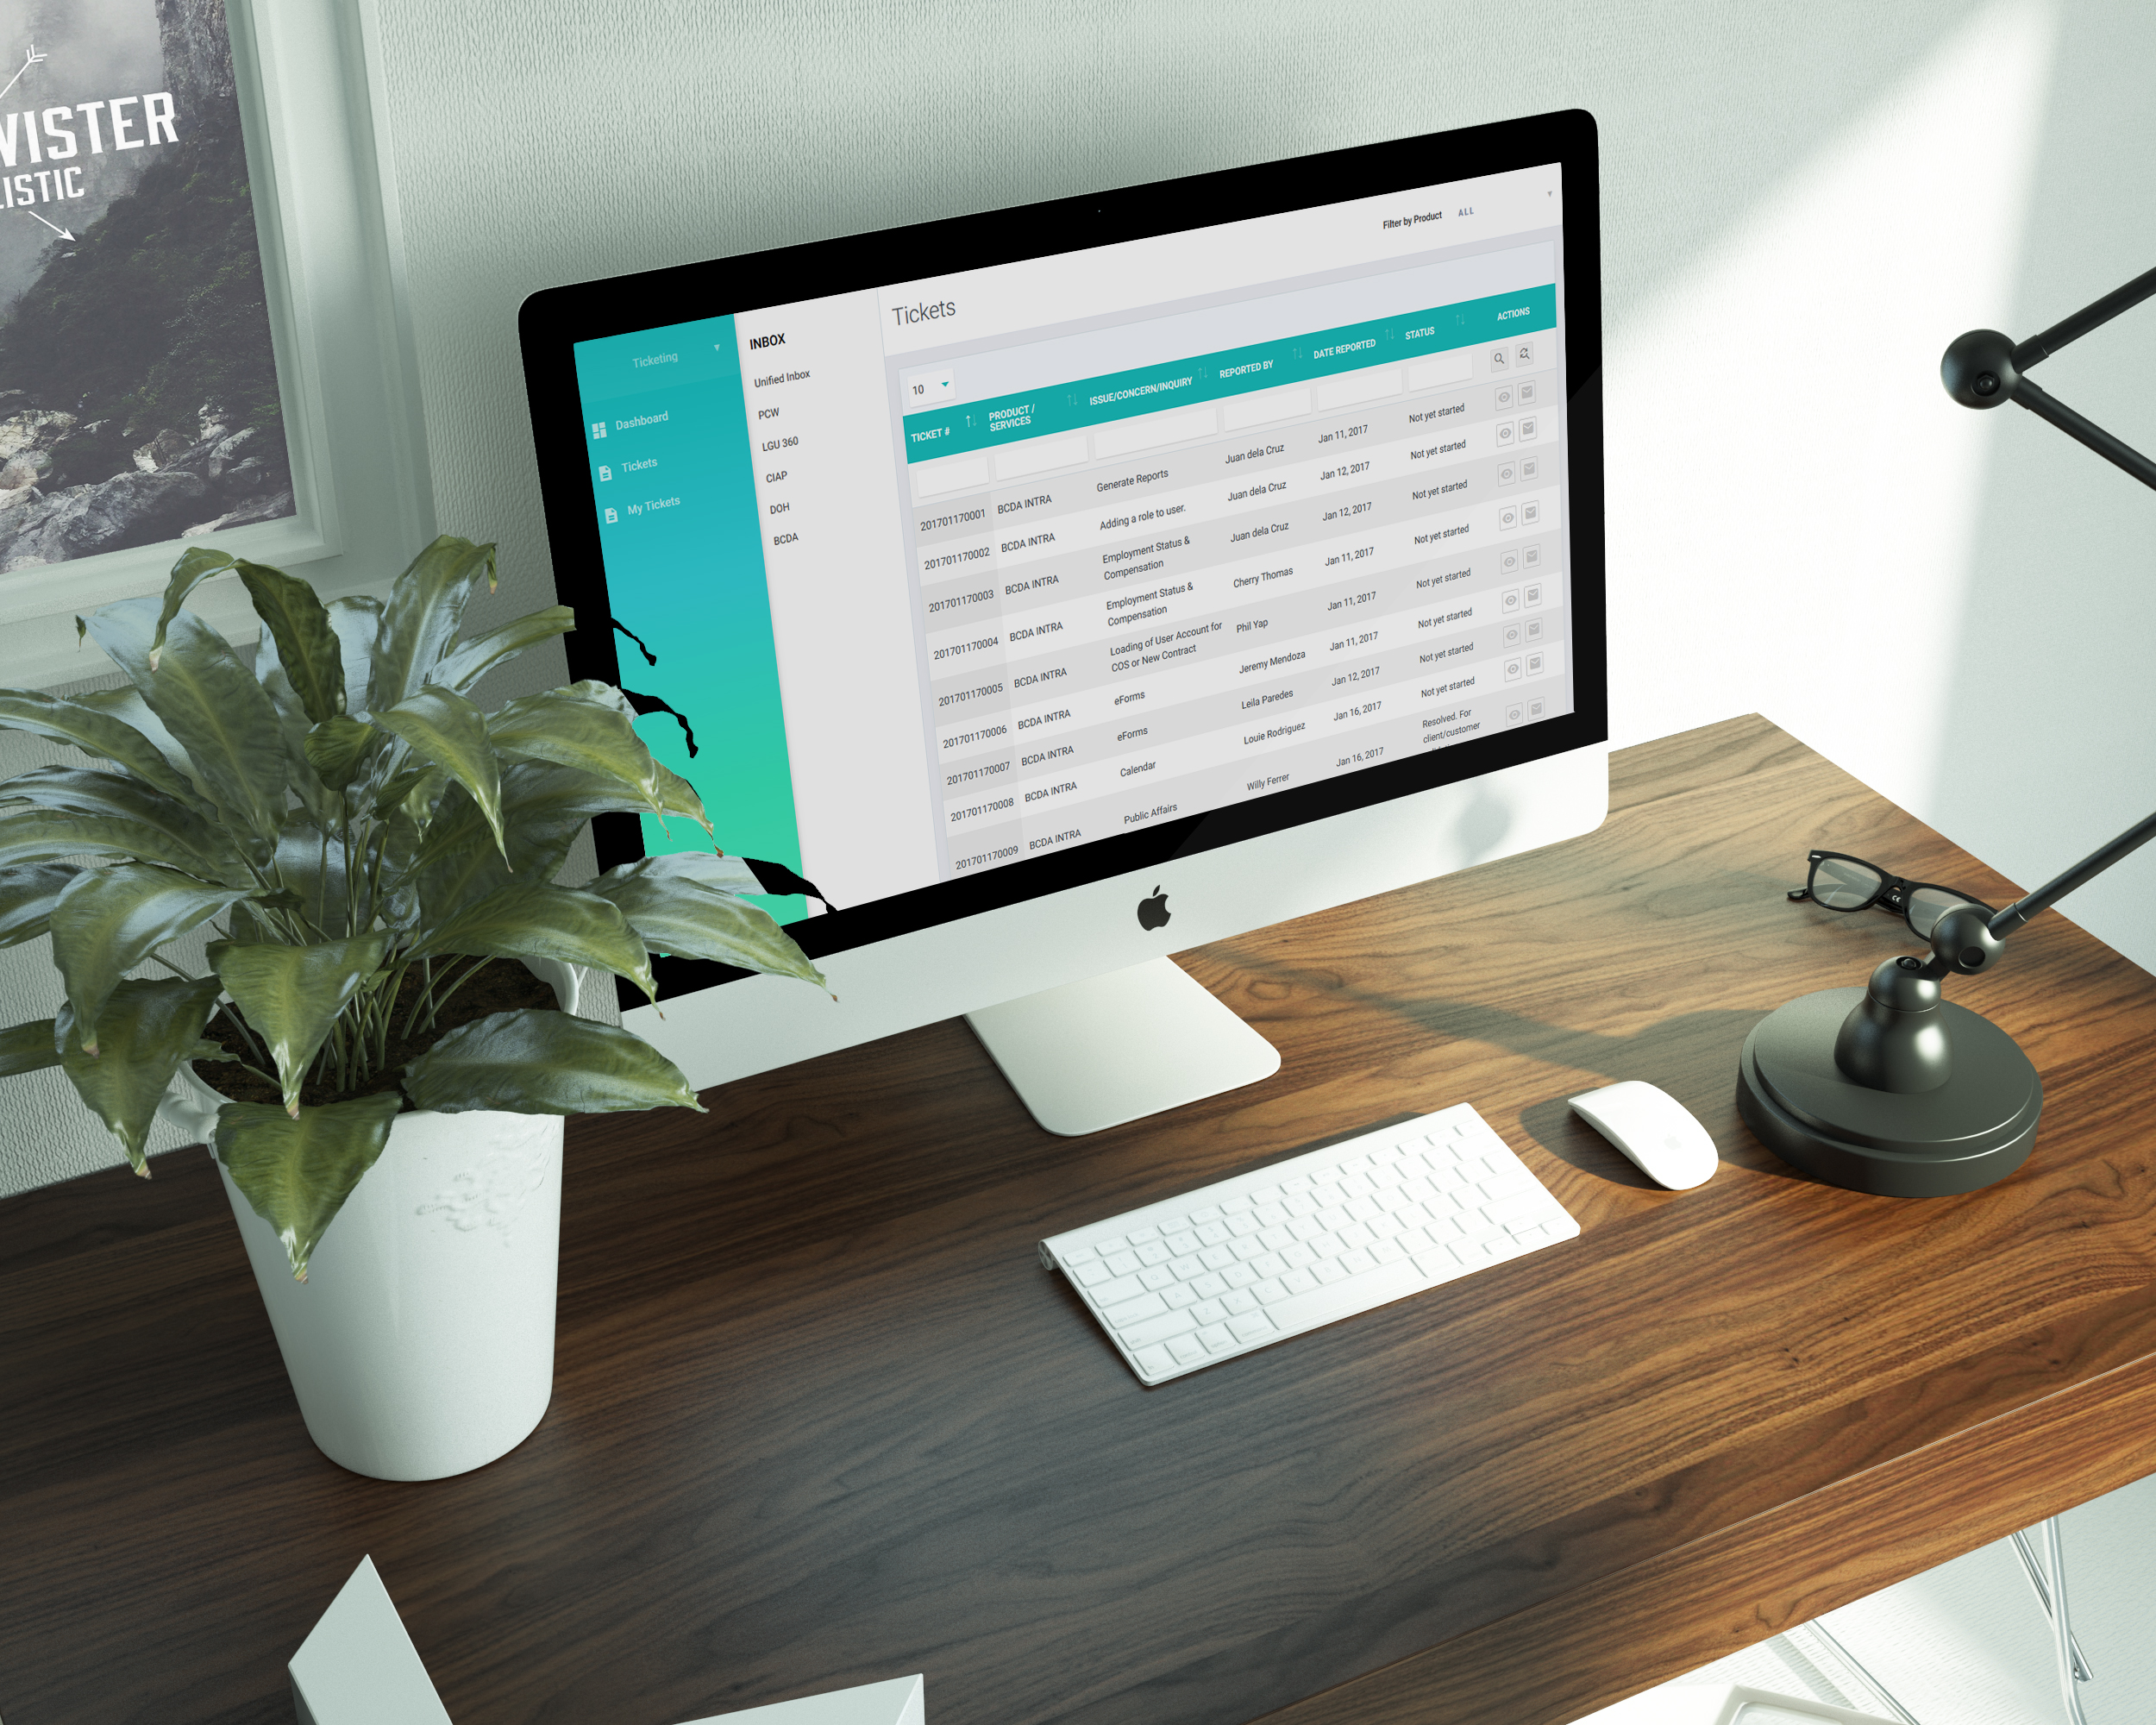 VISTER
LISTIC
Ticketing
Dashboard
Tickets
My Tickets
INBOX
Unified Inbox
PCW
LGU 360
CIAP
DOH
BCDA
Tickets
Filter by Product ALL
10
TICKET # PRODUCT / SERVICES ISSUE/CONCERN/INQUIRY REPORTED BY DATE REPORTED STATUS ACTIONS
201701170001 BCDA INTRA Generate Reports Juan dela Cruz Jan 11, 2017 Not yet started
201701170002 BCDA INTRA Adding a role to user. Juan dela Cruz Jan 12, 2017 Not yet started
201701170003 BCDA INTRA Employment Status & Compensation Juan dela Cruz Jan 12, 2017 Not yet started
201701170004 BCDA INTRA Employment Status & Compensation Cherry Thomas Jan 11, 2017 Not yet started
201701170005 BCDA INTRA Loading of User Account for COS or New Contract Phil Yap Jan 11, 2017 Not yet started
201701170006 BCDA INTRA eForms Jeremy Mendoza Jan 11, 2017 Not yet started
201701170007 BCDA INTRA eForms Leila Paredes Jan 12, 2017 Not yet started
201701170008 BCDA INTRA Calendar Louie Rodriguez Jan 16, 2017 Not yet started
201701170009 BCDA INTRA Public Affairs Willy Ferrer Jan 16, 2017 Resolved. For client/customer